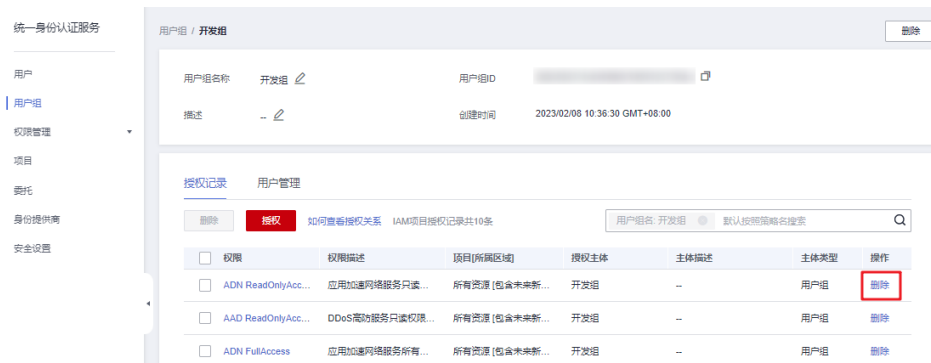 统一身份认证服务
用户
用户组
权限管理
项目
委托
身份提供商
安全设置
用户组 / 开发组
删除
用户组名称 开发组 用户组ID
描述 -- 创建时间 2023/02/08 10:36:30 GMT+08:00
授权记录 用户管理
删除 授权 如何查看授权关系 IAM项目授权记录共10条 用户组名: 开发组 默认按照策略名搜索
权限 权限描述 项目[所属区域] 授权主体 主体描述 主体类型 操作
ADN ReadOnlyAcc... 应用加速网络服务只读... 所有资源 [包含未来新... 开发组 -- 用户组 删除
AAD ReadOnlyAcc... DDoS高防服务只读权限... 所有资源 [包含未来新... 开发组 -- 用户组 删除
ADN FullAccess 应用加速网络服务所有... 所有资源 [包含未来新... 开发组 -- 用户组 删除